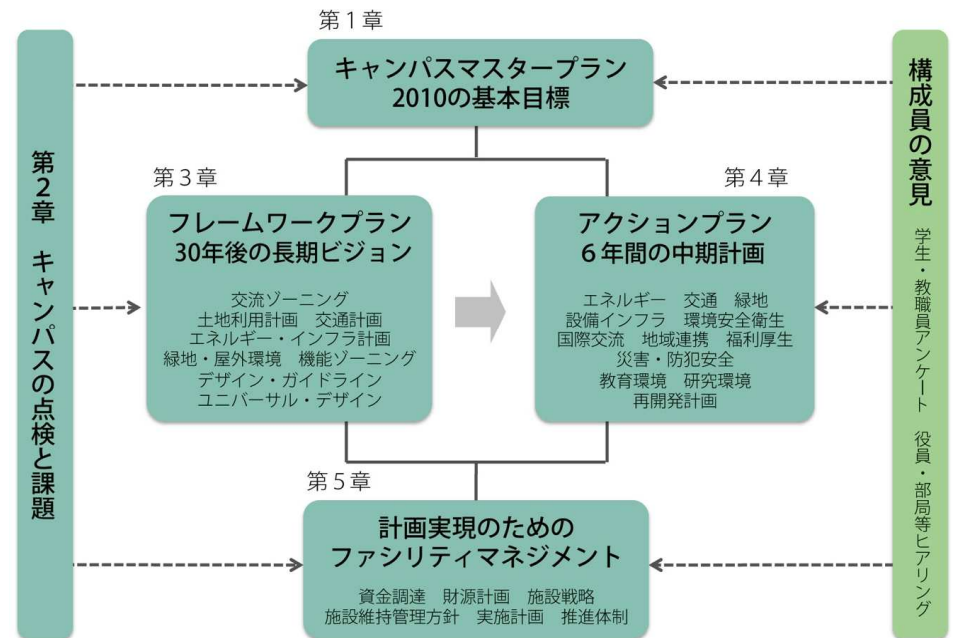 第1章
キャンパスマスタープラン
2010の基本目標
第2章 キャンパスの点検と課題
第3章
フレームワークプラン
30年後の長期ビジョン
交流ゾーニング
土地利用計画 交通計画
エネルギー・インフラ計画
緑地・屋外環境 機能ゾーニング
デザイン・ガイドライン
ユニバーサル・デザイン
第4章
アクションプラン
6年間の中期計画
エネルギー 交通 緑地
設備インフラ 環境安全衛生
国際交流 地域連携 福利厚生
災害・防犯安全
教育環境 研究環境
再開発計画
第5章
計画実現のための
ファシリティマネジメント
資金調達 財源計画 施設戦略
施設維持管理方針 実施計画 推進体制
構成員の意見
学生・教職員アンケート 役員・部局等ヒアリング